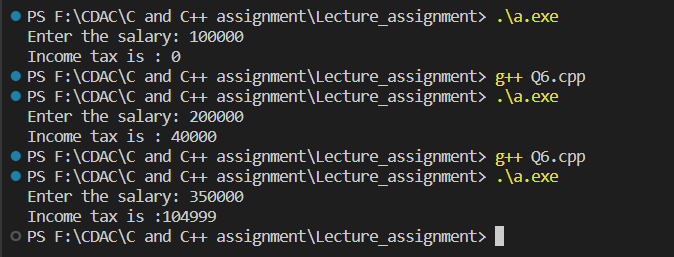 PS F:\CDAC\C and C++ assignment\Lecture_assignment> .\a.exe
Enter the salary: 100000
Income tax is : 0
PS F:\CDAC\C and C++ assignment\Lecture_assignment> g++ Q6.cpp
PS F:\CDAC\C and C++ assignment\Lecture_assignment> .\a.exe
Enter the salary: 200000
Income tax is : 40000
PS F:\CDAC\C and C++ assignment\Lecture_assignment> g++ Q6.cpp
PS F:\CDAC\C and C++ assignment\Lecture_assignment> .\a.exe
Enter the salary: 350000
Income tax is :104999
PS F:\CDAC\C and C++ assignment\Lecture_assignment>